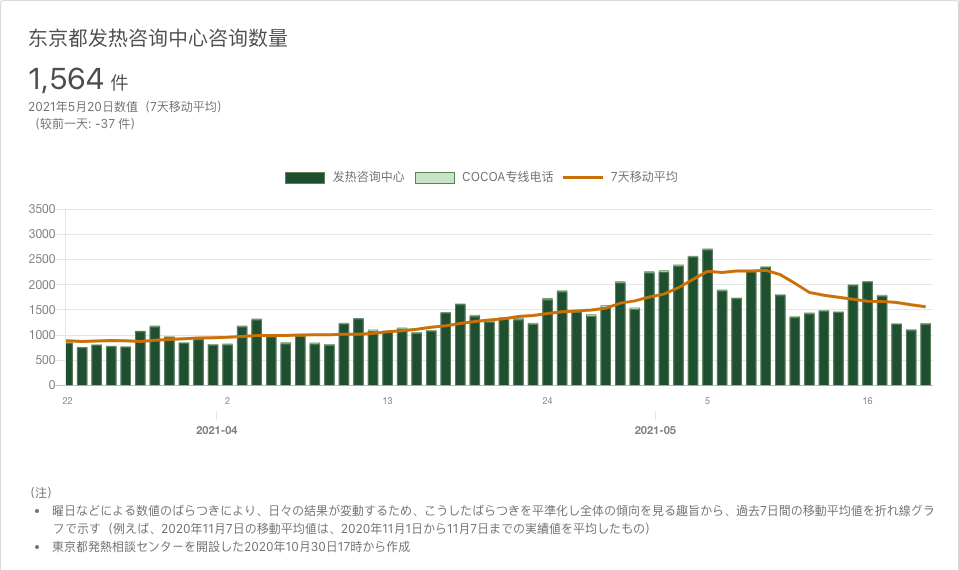 东京都发热咨询中心咨询数量
1,564 件
2021年5月20日数值（7天移动平均）
（较前一天: -37 件）
发热咨询中心 COCOA专线电话 7天移动平均
3500
3000
2500
2000
1500
1000
500
0
22 2 13 24 5 16
2021-04 2021-05
（注）
• 曜日などによる数値のばらつきにより、日々の結果が変動するため、こうしたばらつきを平準化し全体の傾向を見る趣旨から、過去7日間の移動平均値を折れ線グラ
フで示す（例えば、2020年11月7日の移動平均値は、2020年11月1日から11月7日までの実績値を平均したもの）
• 東京都発熱相談センターを開設した2020年10月30日17時から作成